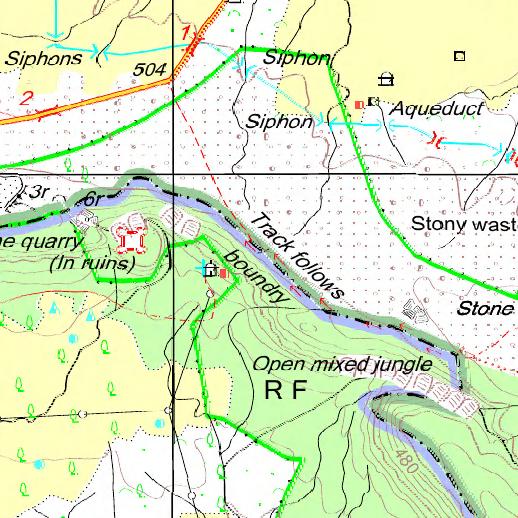 1
Siphons
504
Siphon
2
Siphon
Aqueduct
3r
6r
Track follows
boundry
Stony wast
ne quarry
(In ruins)
Stone
Open mixed jungle
R F
480